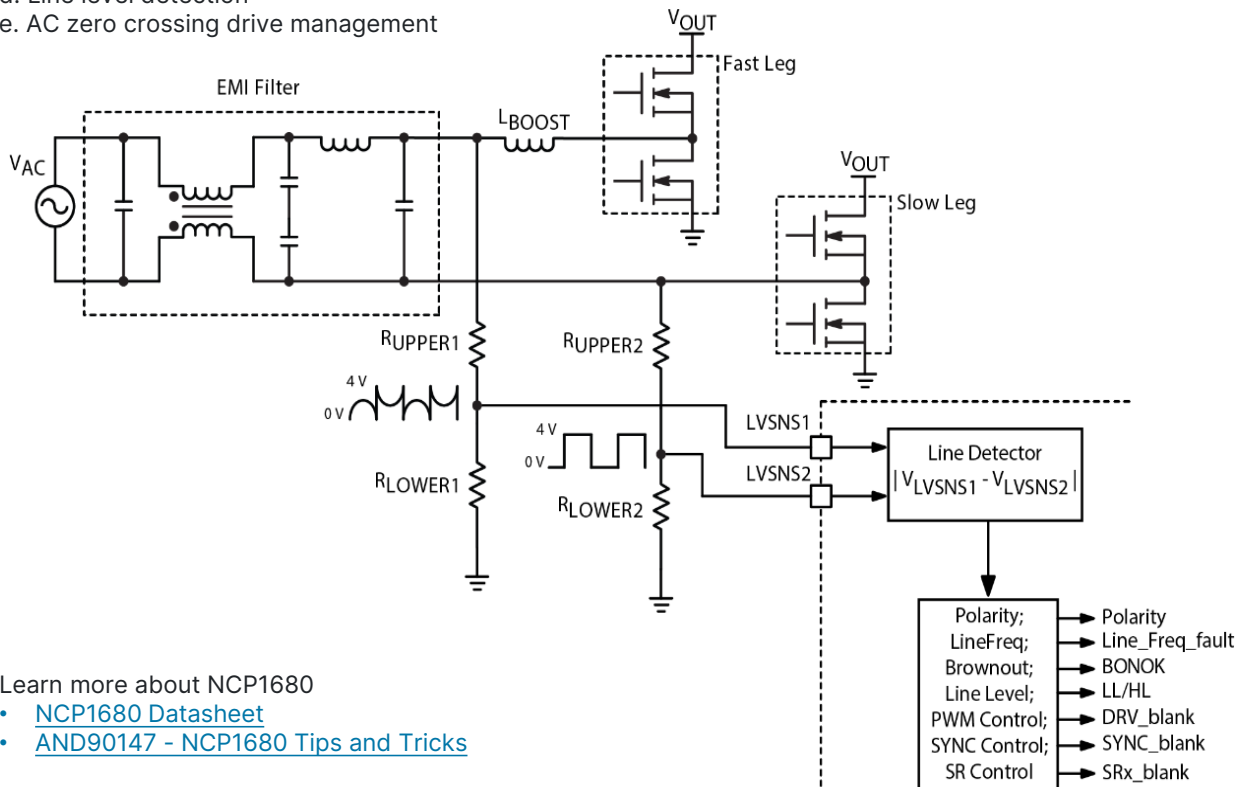 e. AC zero crossing drive management
VOUT
Fast Leg
EMI Filter
LBOOST
VAC
VOUT
Slow Leg
RUPPER1
RUPPER2
4 V
0 V
4 V
0 V
LVSNS1
LVSNS2
Line Detector
| VLVSNS1 - VLVSNS2 |
RLOWER1
RLOWER2
Polarity;
LineFreq;
Brownout;
Line Level;
PWM Control;
SYNC Control;
SR Control
Polarity
Line_Freq_fault
BONOK
LL/HL
DRV_blank
SYNC_blank
SRx_blank
Learn more about NCP1680
• NCP1680 Datasheet
• AND90147 - NCP1680 Tips and Tricks